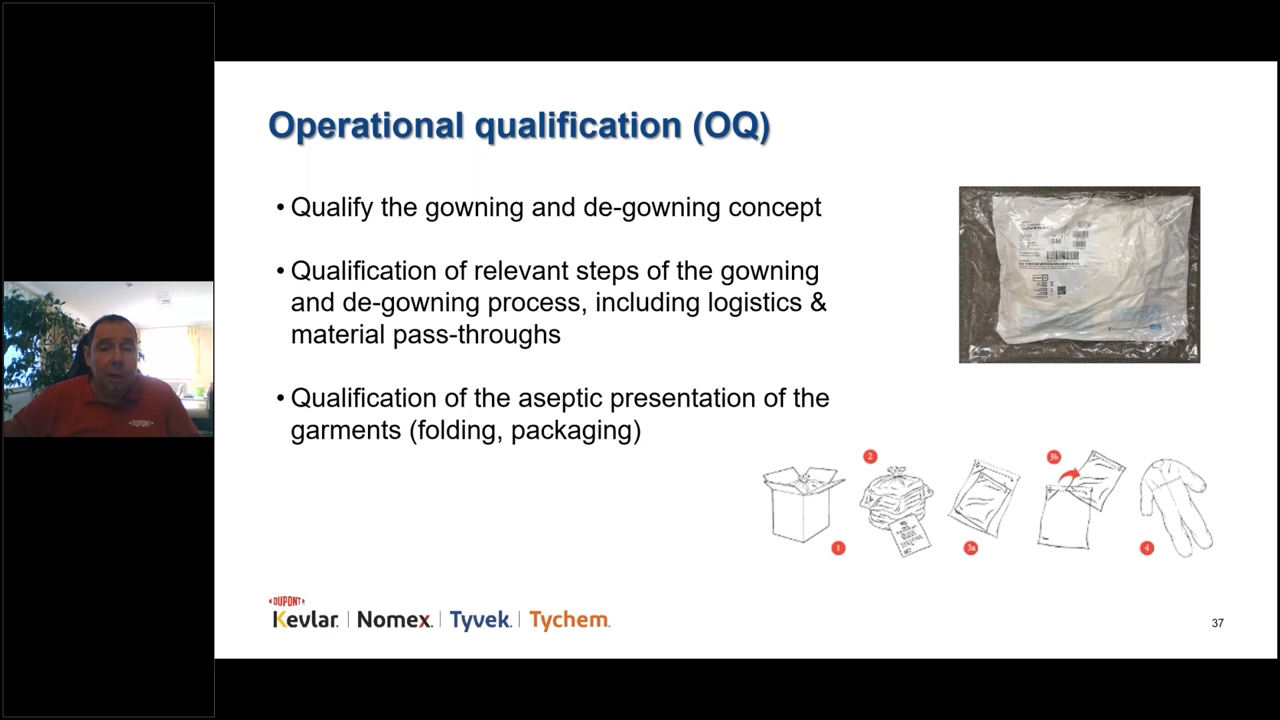 Operational qualification (OQ)
• Qualify the gowning and de-gowning concept
• Qualification of relevant steps of the gowning
and de-gowning process, including logistics &
material pass-throughs
• Qualification of the aseptic presentation of the
garments (folding, packaging)
SM
2
3b
1
3a
4
DUPONT
DUPONT
Kevlar. | Nomex. | Tyvek. | Tychem.
37